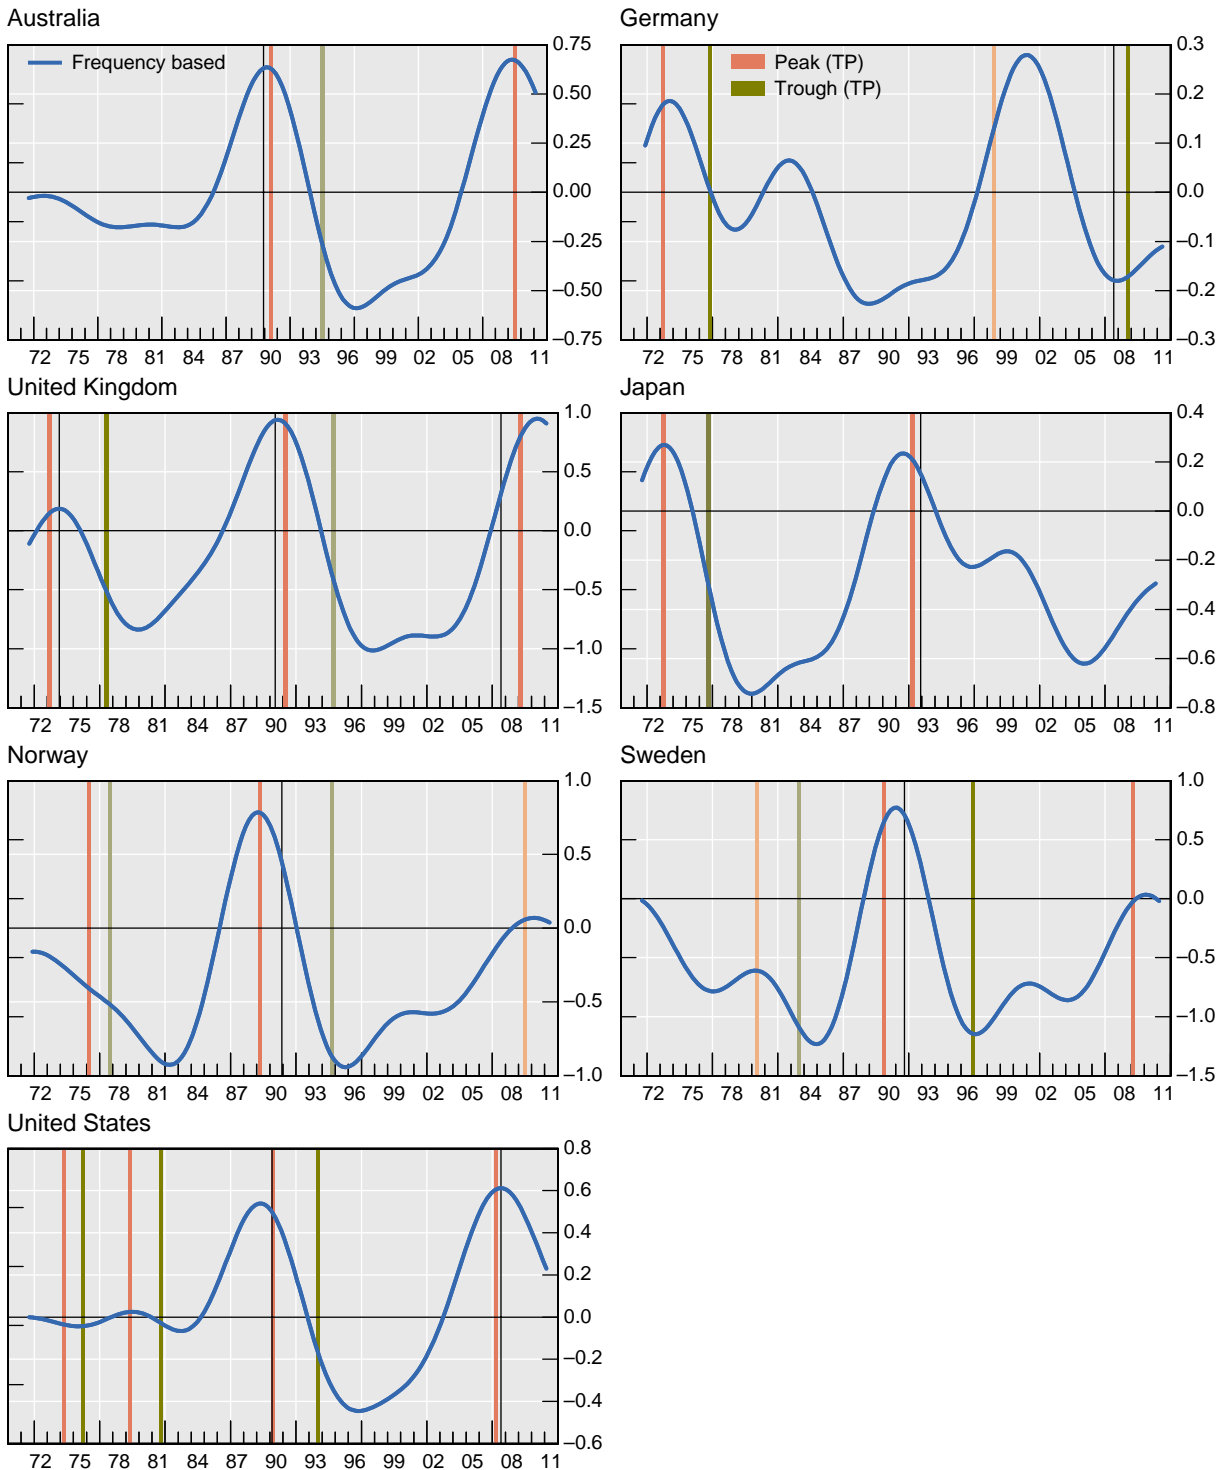 Australia
Frequency based
0.75
0.50
0.25
0.00
–0.25
–0.50
–0.75
72 75 78 81 84 87 90 93 96 99 02 05 08 11
Germany
Peak (TP)
Trough (TP)
0.3
0.2
0.1
0.0
–0.1
–0.2
–0.3
72 75 78 81 84 87 90 93 96 99 02 05 08 11
United Kingdom
1.0
0.5
0.0
–0.5
–1.0
–1.5
72 75 78 81 84 87 90 93 96 99 02 05 08 11
Japan
0.4
0.2
0.0
–0.2
–0.4
–0.6
–0.8
72 75 78 81 84 87 90 93 96 99 02 05 08 11
Norway
1.0
0.5
0.0
–0.5
–1.0
72 75 78 81 84 87 90 93 96 99 02 05 08 11
Sweden
1.0
0.5
0.0
–0.5
–1.0
–1.5
72 75 78 81 84 87 90 93 96 99 02 05 08 11
United States
0.8
0.6
0.4
0.2
0.0
–0.2
–0.4
–0.6
72 75 78 81 84 87 90 93 96 99 02 05 08 11